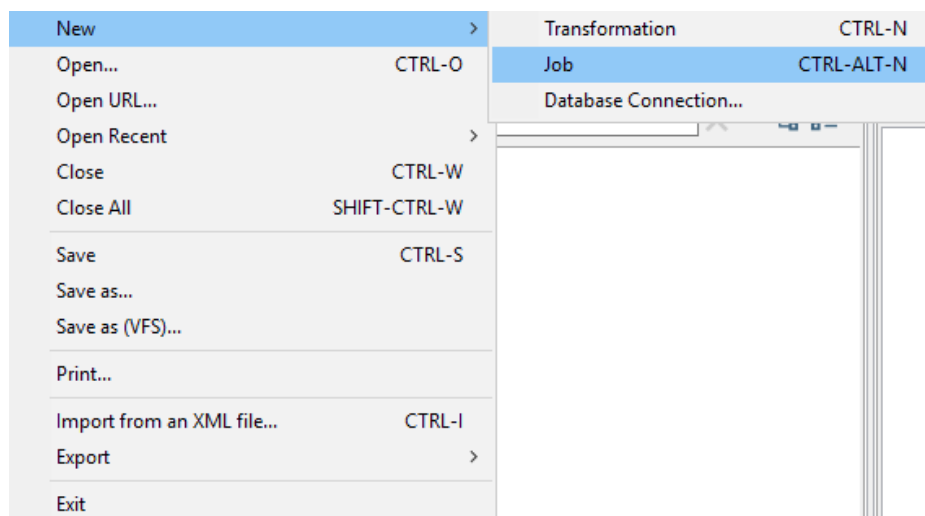 New
Transformation CTRL-N
Open... CTRL-O
Job CTRL-ALT-N
Open URL...
Database Connection...
Open Recent
Close CTRL-W
Close All SHIFT-CTRL-W
Save CTRL-S
Save as...
Save as (VFS)...
Print...
Import from an XML file... CTRL-I
Export
Exit